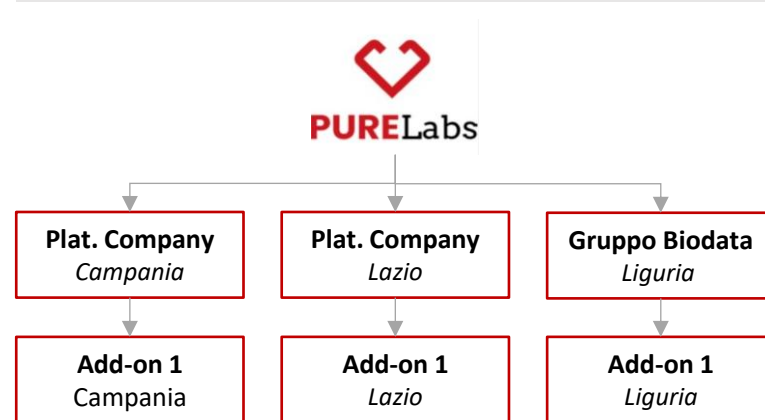 PURELabs
Plat. Company
Campania
Plat. Company
Lazio
Gruppo Biodata
Liguria
Add-on 1
Campania
Add-on 1
Lazio
Add-on 1
Liguria